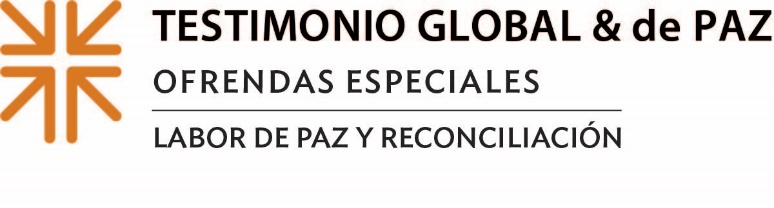 TESTIMONIO GLOBAL & de PAZ
OFRENDAS ESPECIALES
LABOR DE PAZ Y RECONCILIACIÓN